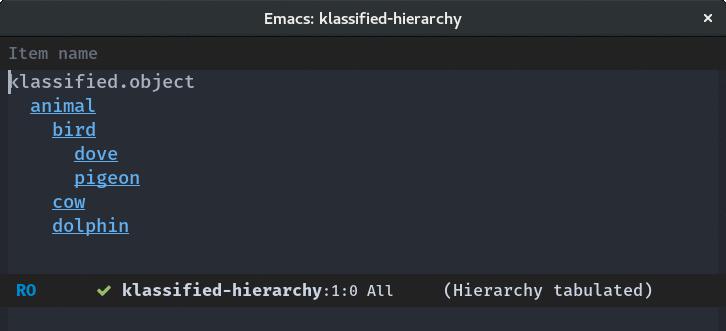 Emacs: klassified-hierarchy ×
Item name
klassified.object
animal
bird
dove
pigeon
cow
dolphin
RO ✔ klassified-hierarchy:1:0 All (Hierarchy tabulated)